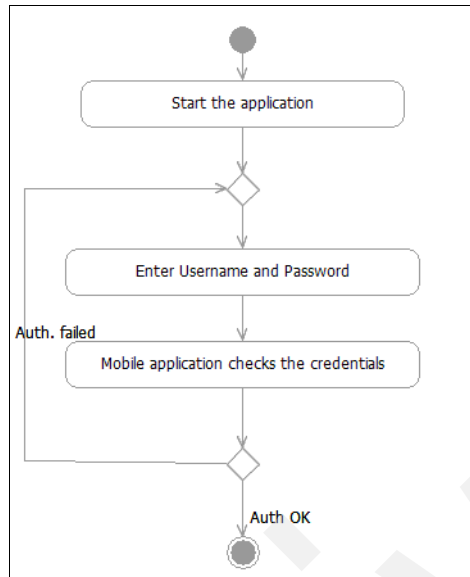 Start the application
Enter Username and Password
Auth. failed
Mobile application checks the credentials
Auth OK